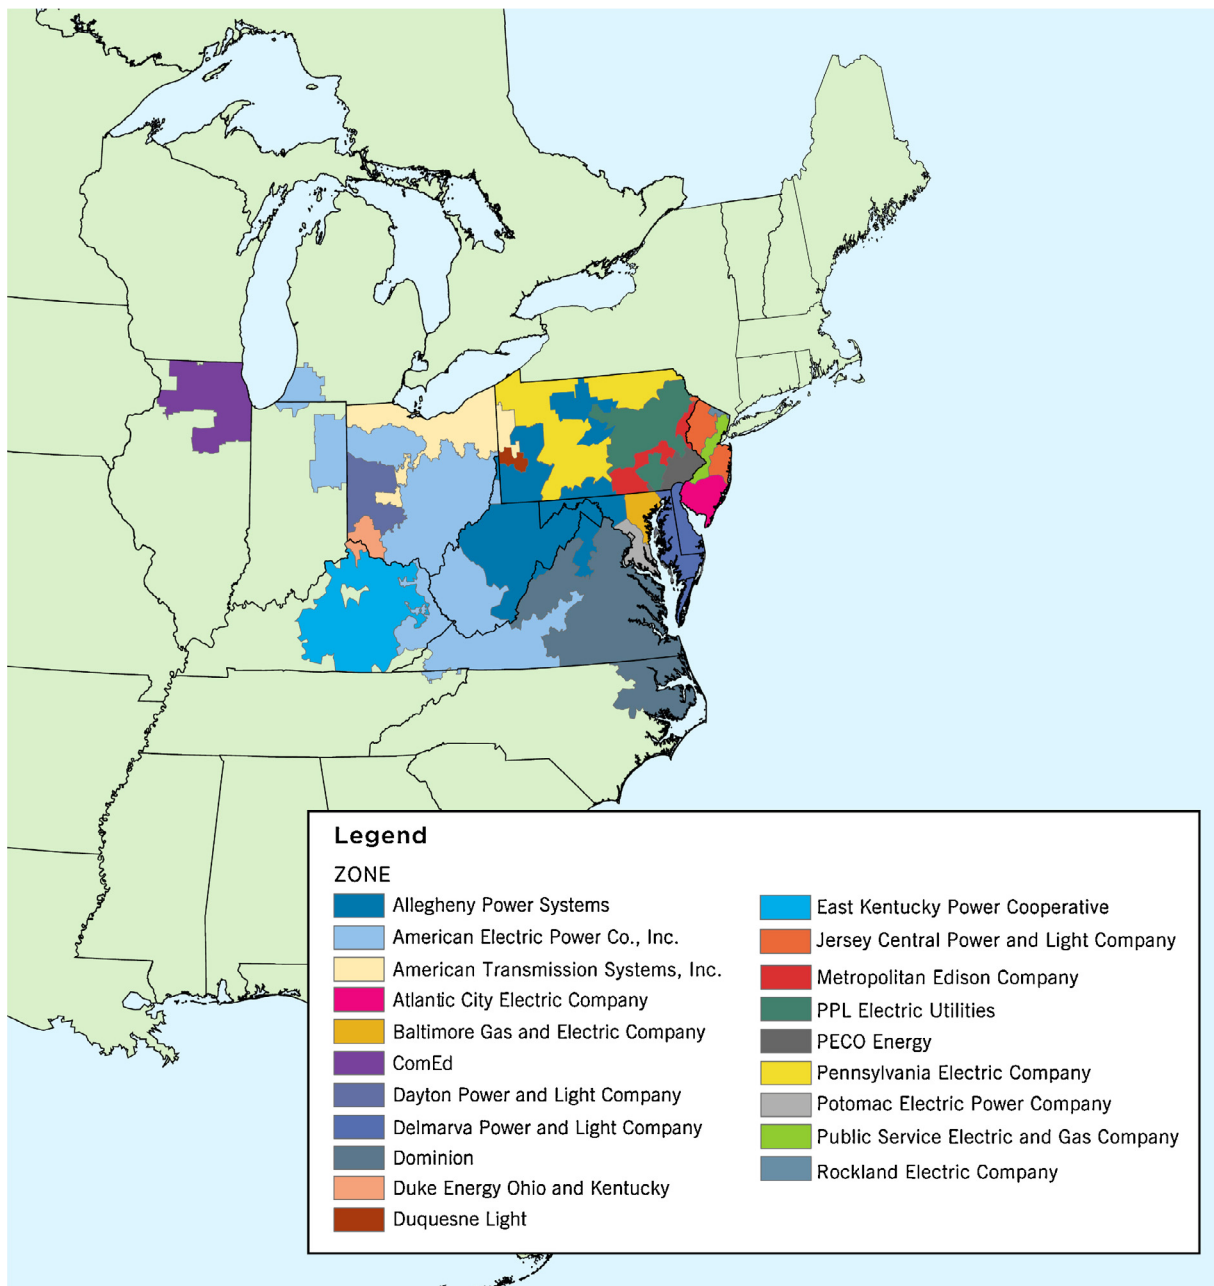 Legend
ZONE
Allegheny Power Systems
American Electric Power Co., Inc.
American Transmission Systems, Inc.
Atlantic City Electric Company
Baltimore Gas and Electric Company
ComEd
Dayton Power and Light Company
Delmarva Power and Light Company
Dominion
Duke Energy Ohio and Kentucky
Duquesne Light
East Kentucky Power Cooperative
Jersey Central Power and Light Company
Metropolitan Edison Company
PPL Electric Utilities
PECO Energy
Pennsylvania Electric Company
Potomac Electric Power Company
Public Service Electric and Gas Company
Rockland Electric Company